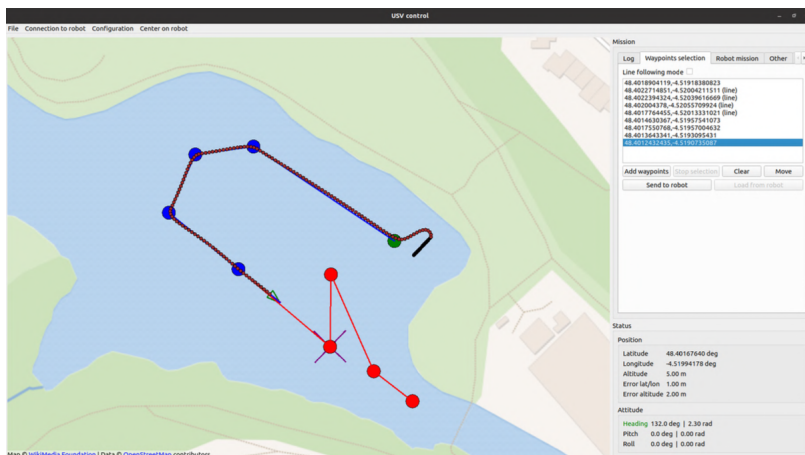 USV control
File Connection to robot Configuration Center on robot
Mission
Log Waypoints selection Robot mission Other
Line following mode
48.4018904119,-4.51918380823
48.4022714851,-4.52004211511 (line)
48.4022394324,-4.52039616669 (line)
48.402004378,-4.52055709924 (line)
48.4017764455,-4.52013331021 (line)
48.4014630367,-4.51957541073
48.4017550768,-4.51957004632
48.4013643341,-4.5193095431
48.4012432435,-4.5190735087
Add waypoints Stop selection Clear Move
Send to robot Load from robot
Status
Position
Latitude 48.40167640 deg
Longitude -4.51994178 deg
Altitude 5.00 m
Error lat/lon 1.00 m
Error altitude 2.00 m
Attitude
Heading 132.0 deg | 2.30 rad
Pitch 0.0 deg | 0.00 rad
Roll 0.0 deg | 0.00 rad
Map © WikiMedia Foundation | Data © OpenStreetMap contributors